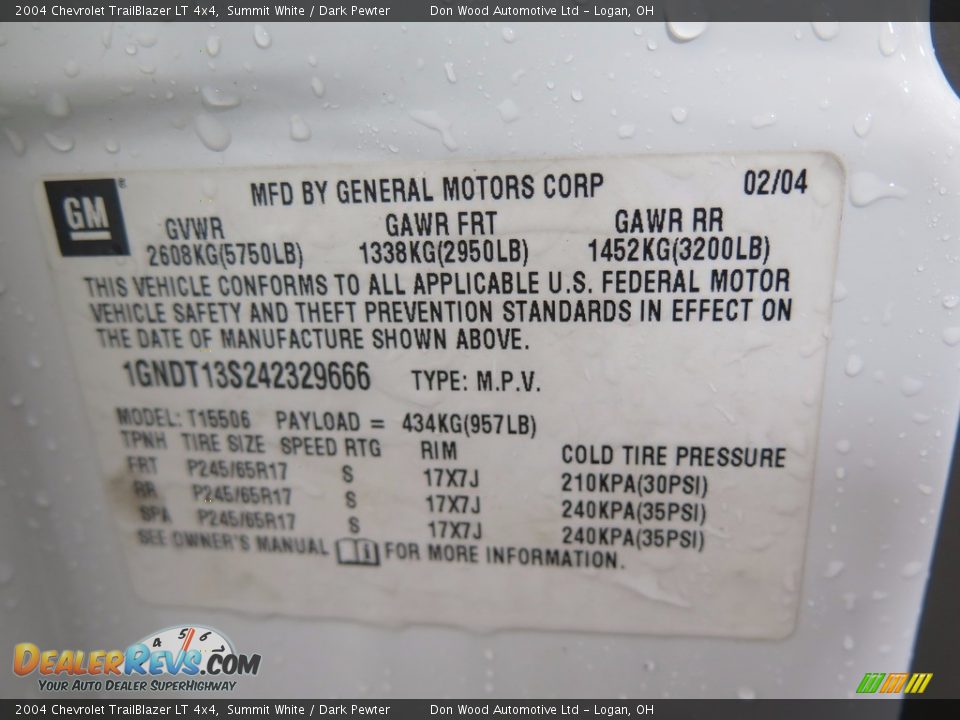 2004 Chevrolet TrailBlazer LT 4x4, Summit White / Dark Pewter Don Wood Automotive Ltd - Logan, OH
GM®
MFD BY GENERAL MOTORS CORP 02/04
GVWR GAWR FRT GAWR RR
2608KG(5750LB) 1338KG(2950LB) 1452KG(3200LB)
THIS VEHICLE CONFORMS TO ALL APPLICABLE U.S. FEDERAL MOTOR
VEHICLE SAFETY AND THEFT PREVENTION STANDARDS IN EFFECT ON
THE DATE OF MANUFACTURE SHOWN ABOVE.
1GNDT13S242329666 TYPE: M.P.V.
MODEL: T15506 PAYLOAD = 434KG(957LB)
TPNH TIRE SIZE SPEED RTG RIM COLD TIRE PRESSURE
FRT P245/65R17 S 17X7J 210KPA(30PSI)
RR P245/65R17 S 17X7J 240KPA(35PSI)
SPA P245/65R17 S 17X7J 240KPA(35PSI)
SEE OWNER'S MANUAL FOR MORE INFORMATION.
4 5 6
DEALERREVS.COM
YOUR AUTO DEALER SUPERHIGHWAY
2004 Chevrolet TrailBlazer LT 4x4, Summit White / Dark Pewter Don Wood Automotive Ltd - Logan, OH